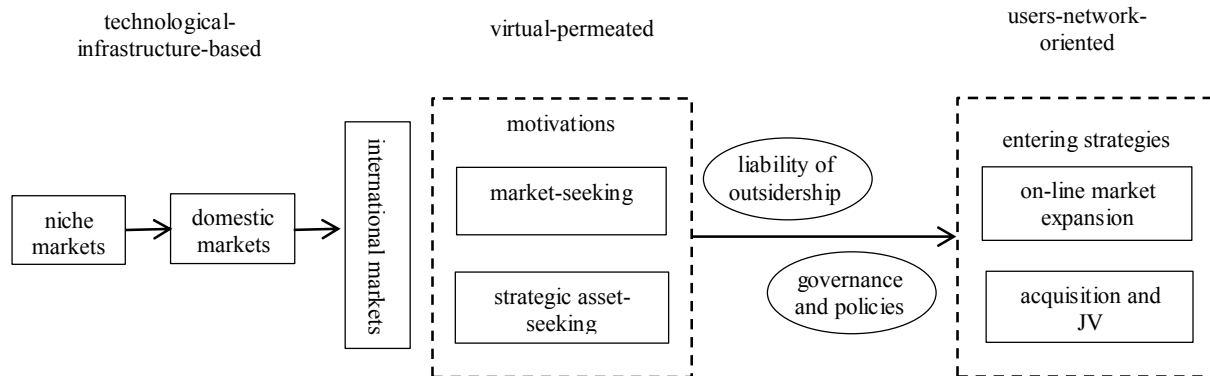 technological-
infrastructure-based
virtual-permeated
users-network-
oriented
niche
markets
domestic
markets
international markets
motivations
market-seeking
strategic asset-
seeking
liability of
outsidership
governance
and policies
entering strategies
on-line market
expansion
acquisition and
JV